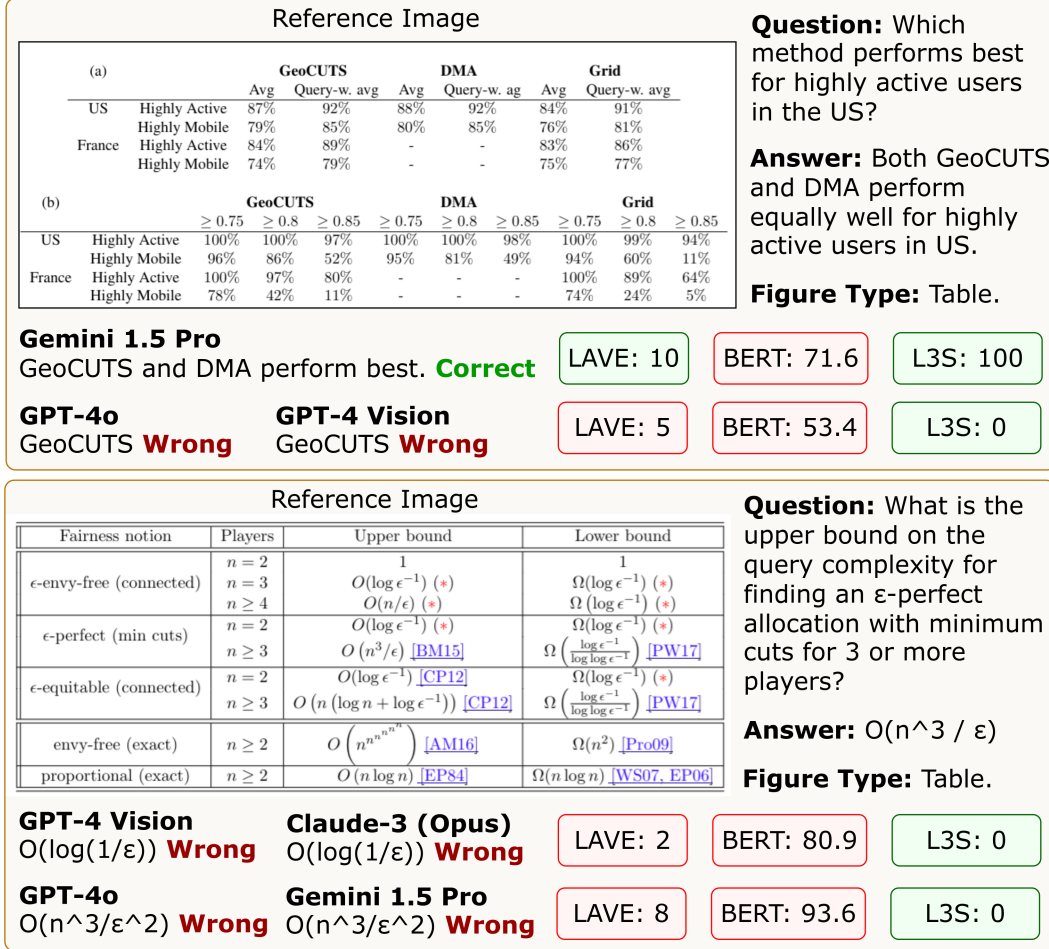 Reference Image
(a) GeoCUTS DMA Grid
Avg Query-w. avg Avg Query-w. ag Avg Query-w. avg
US Highly Active 87% 92% 88% 92% 84% 91%
Highly Mobile 79% 85% 80% 85% 76% 81%
France Highly Active 84% 89% - - 83% 86%
Highly Mobile 74% 79% - - 75% 77%
(b) GeoCUTS DMA Grid
≥ 0.75 ≥ 0.8 ≥ 0.85 ≥ 0.75 ≥ 0.8 ≥ 0.85 ≥ 0.75 ≥ 0.8 ≥ 0.85
US Highly Active 100% 100% 97% 100% 100% 98% 100% 99% 94%
Highly Mobile 96% 86% 52% 95% 81% 49% 94% 60% 11%
France Highly Active 100% 97% 80% - - - 100% 89% 64%
Highly Mobile 78% 42% 11% - - - 74% 24% 5%
Question: Which
method performs best
for highly active users
in the US?
Answer: Both GeoCUTS
and DMA perform
equally well for highly
active users in US.
Figure Type: Table.
Gemini 1.5 Pro
GeoCUTS and DMA perform best. Correct
LAVE: 10 BERT: 71.6 L3S: 100
GPT-4o GPT-4 Vision
GeoCUTS Wrong GeoCUTS Wrong
LAVE: 5 BERT: 53.4 L3S: 0
Reference Image
Fairness notion Players Upper bound Lower bound
n = 2 1 1
ϵ-envy-free (connected) n = 3 O(log ϵ⁻¹) (*) Ω(log ϵ⁻¹) (*)
n ≥ 4 O(n/ϵ) (*) Ω (log ϵ⁻¹) (*)
ϵ-perfect (min cuts) n = 2 O(log ϵ⁻¹) (*) Ω(log ϵ⁻¹) (*)
n ≥ 3 O (n³/ϵ) [BM15] Ω (log ϵ⁻¹ / log log ϵ⁻¹) [PW17]
ϵ-equitable (connected) n = 2 O(log ϵ⁻¹) [CP12] Ω(log ϵ⁻¹) (*)
n ≥ 3 O (n (log n + log ϵ⁻¹)) [CP12] Ω (log ϵ⁻¹ / log log ϵ⁻¹) [PW17]
envy-free (exact) n ≥ 2 O (n^n^n^n^n^n) [AM16] Ω(n²) [Pro09]
proportional (exact) n ≥ 2 O (n log n) [EP84] Ω(n log n) [WS07, EP06]
Question: What is the
upper bound on the
query complexity for
finding an ε-perfect
allocation with minimum
cuts for 3 or more
players?
Answer: O(n^3 / ε)
Figure Type: Table.
GPT-4 Vision Claude-3 (Opus)
O(log(1/ε)) Wrong O(log(1/ε)) Wrong
LAVE: 2 BERT: 80.9 L3S: 0
GPT-4o Gemini 1.5 Pro
O(n^3/ε^2) Wrong O(n^3/ε^2) Wrong
LAVE: 8 BERT: 93.6 L3S: 0